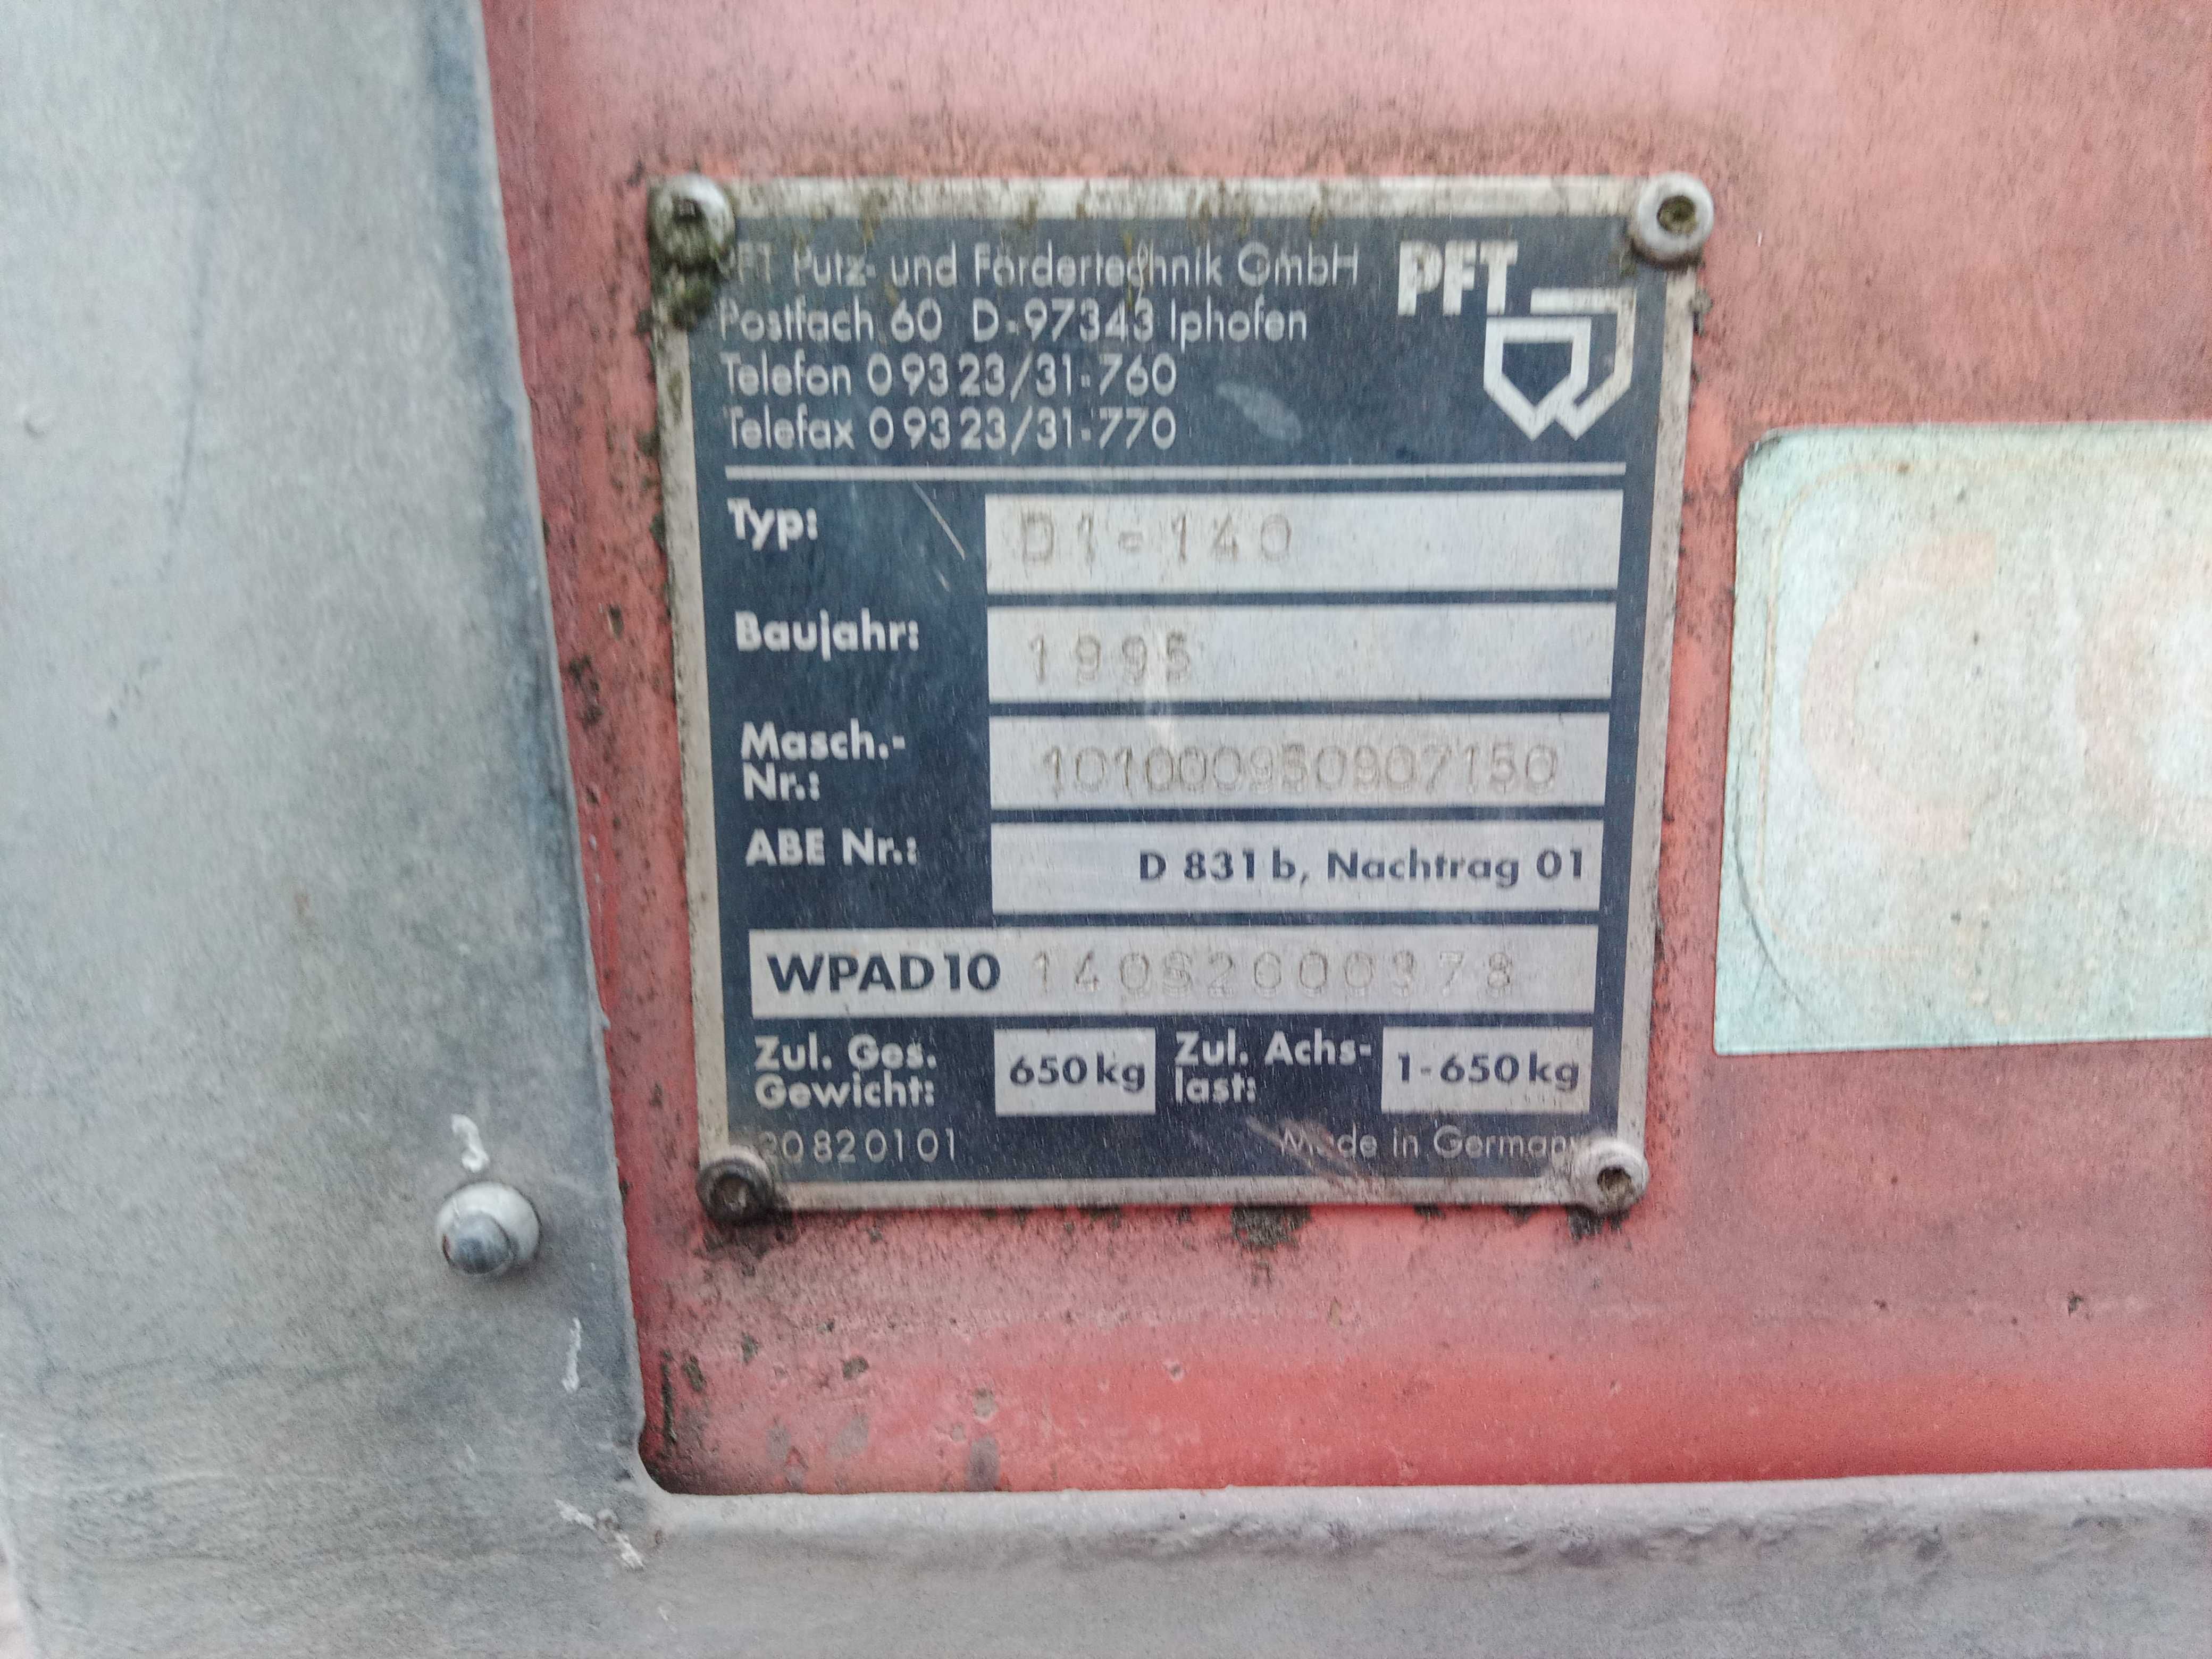 PFT Putz- und Fördertechnik GmbH
PFT
Postfach 60 D-97343 Iphofen
Telefon 0 93 23/31-760
Telefax 0 93 23/31-770
Typ: D1-140
Baujahr: 1995
Masch.-
Nr.: 101000950907150
ABE Nr.: D 831 b, Nachtrag 01
WPAD10
Zul. Ges.
Gewicht: 650 kg
Zul. Achs-
last: 1-650 kg
20820101
Made in Germany